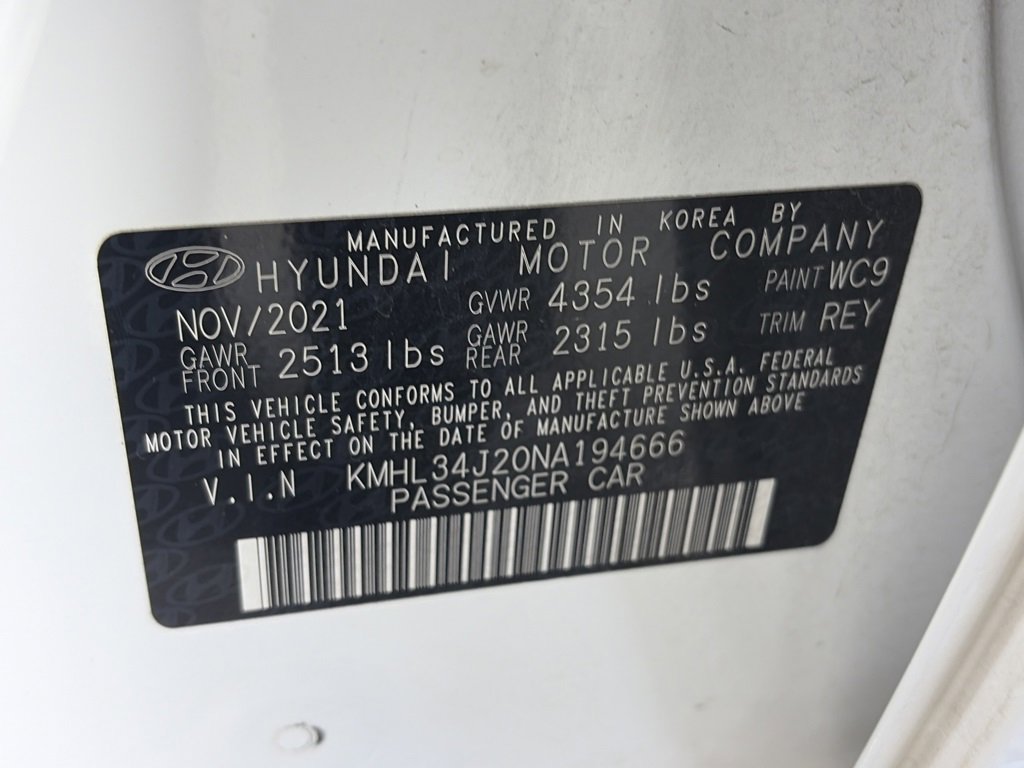 MANUFACTURED IN KOREA BY
HYUNDAI MOTOR COMPANY
NOV/2021 GVWR 4354 lbs PAINT WC9
GAWR FRONT 2513 lbs GAWR REAR 2315 lbs TRIM REY
THIS VEHICLE CONFORMS TO ALL APPLICABLE U.S.A. FEDERAL
MOTOR VEHICLE SAFETY, BUMPER, AND THEFT PREVENTION STANDARDS
IN EFFECT ON THE DATE OF MANUFACTURE SHOWN ABOVE
V.I.N KMHL34J20NA194666
PASSENGER CAR